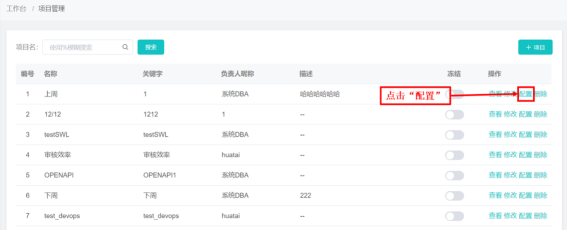 工作台 / 项目管理
项目名: 搜索 + 项目
编号 名称 关键字 负责人昵称 描述 冻结 操作
1 上周 1 系统DBA 哈哈哈哈哈哈 点击“配置” 查看 修改 配置 删除
2 12/12 1212 1 -- 查看 修改 配置 删除
3 testSWL testSWL 系统DBA -- 查看 修改 配置 删除
4 审核效率 审核效率 huatai -- 查看 修改 配置 删除
5 OPENAPI OPENAPI1 系统DBA -- 查看 修改 配置 删除
6 下周 下周 系统DBA 222 查看 修改 配置 删除
7 test_devops test_devops huatai -- 查看 修改 配置 删除